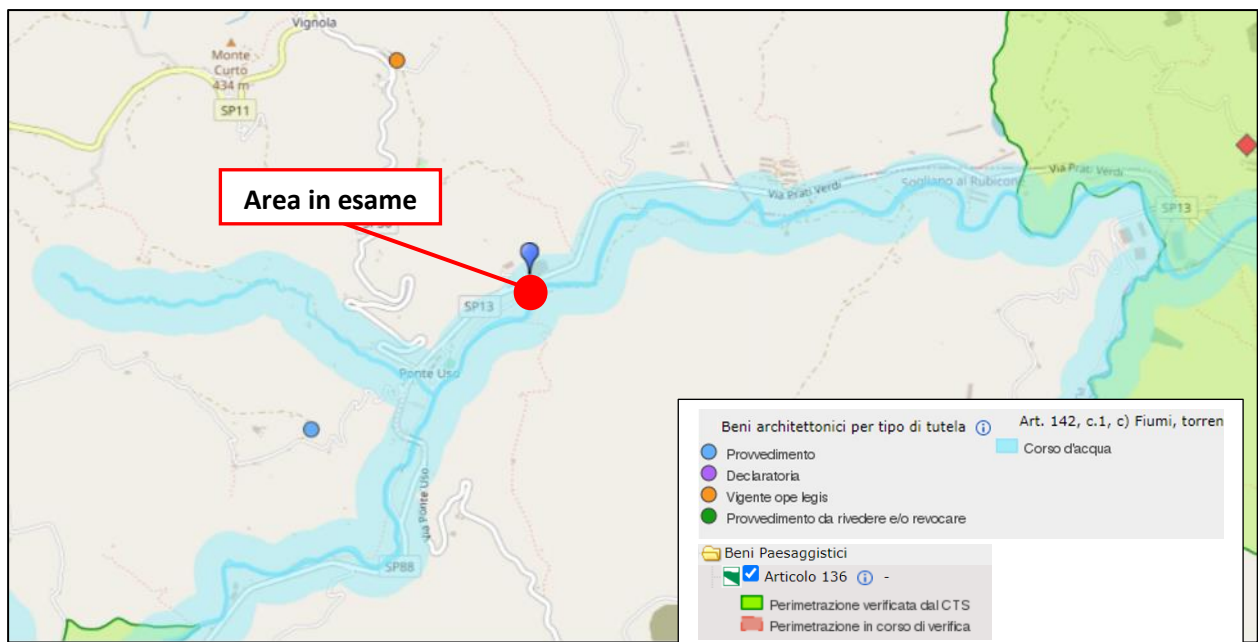 Vignola
Monte
Curto
434 m
SP11
Area in esame
Via Prati Verdi
Via Prati Verdi
Sogliano al Rubicone
SP13
SP13
Ponte Uso
Via Ponte Uso
SP88
Beni architettonici per tipo di tutela
Provvedimento
Declaratoria
Vigente ope legis
Provvedimento da rivedere e/o revocare
Art. 142, c.1, c) Fiumi, torren
Corso d'acqua
Beni Paesaggistici
Articolo 136 -
Perimetrazione verificata dal CTS
Perimetrazione in corso di verifica